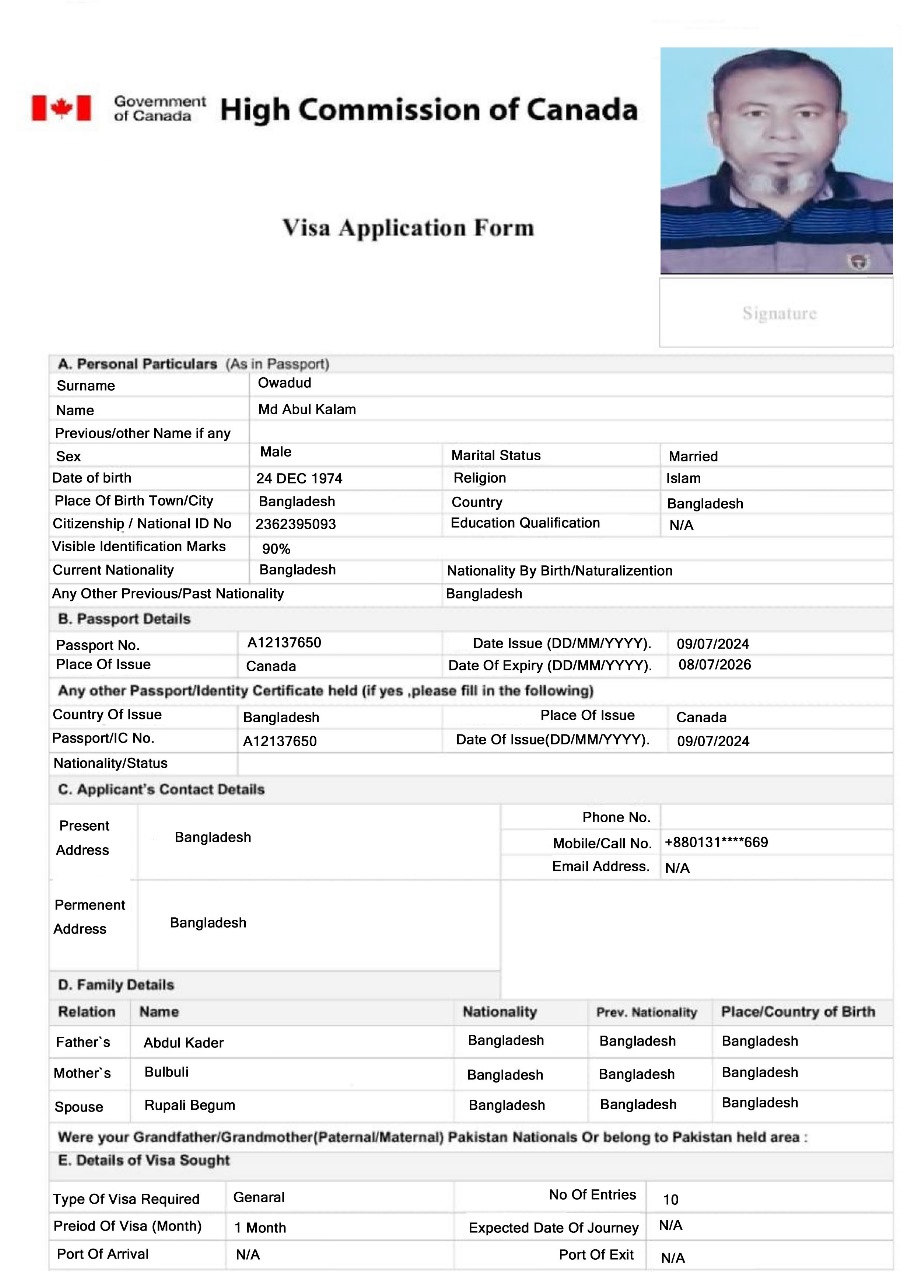 Government
of Canada
High Commission of Canada
Visa Application Form
Signature
A. Personal Particulars (As in Passport)
Surname Owadud
Name Md Abul Kalam
Previous/other Name if any
Sex Male Marital Status Married
Date of birth 24 DEC 1974 Religion Islam
Place Of Birth Town/City Bangladesh Country Bangladesh
Citizenship / National ID No 2362395093 Education Qualification N/A
Visible Identification Marks 90%
Current Nationality Bangladesh Nationality By Birth/Naturalizention
Any Other Previous/Past Nationality Bangladesh
B. Passport Details
Passport No. A12137650 Date Issue (DD/MM/YYYY). 09/07/2024
Place Of Issue Canada Date Of Expiry (DD/MM/YYYY). 08/07/2026
Any other Passport/Identity Certificate held (if yes ,please fill in the following)
Country Of Issue Bangladesh Place Of Issue Canada
Passport/IC No. A12137650 Date Of Issue(DD/MM/YYYY). 09/07/2024
Nationality/Status
C. Applicant's Contact Details
Present Address Bangladesh
Phone No.
Mobile/Call No. +880131****669
Email Address. N/A
Permenent Address Bangladesh
D. Family Details
Relation Name Nationality Prev. Nationality Place/Country of Birth
Father`s Abdul Kader Bangladesh Bangladesh Bangladesh
Mother`s Bulbuli Bangladesh Bangladesh Bangladesh
Spouse Rupali Begum Bangladesh Bangladesh Bangladesh
Were your Grandfather/Grandmother(Paternal/Maternal) Pakistan Nationals Or belong to Pakistan held area :
E. Details of Visa Sought
Type Of Visa Required Genaral No Of Entries 10
Preiod Of Visa (Month) 1 Month Expected Date Of Journey N/A
Port Of Arrival N/A Port Of Exit N/A